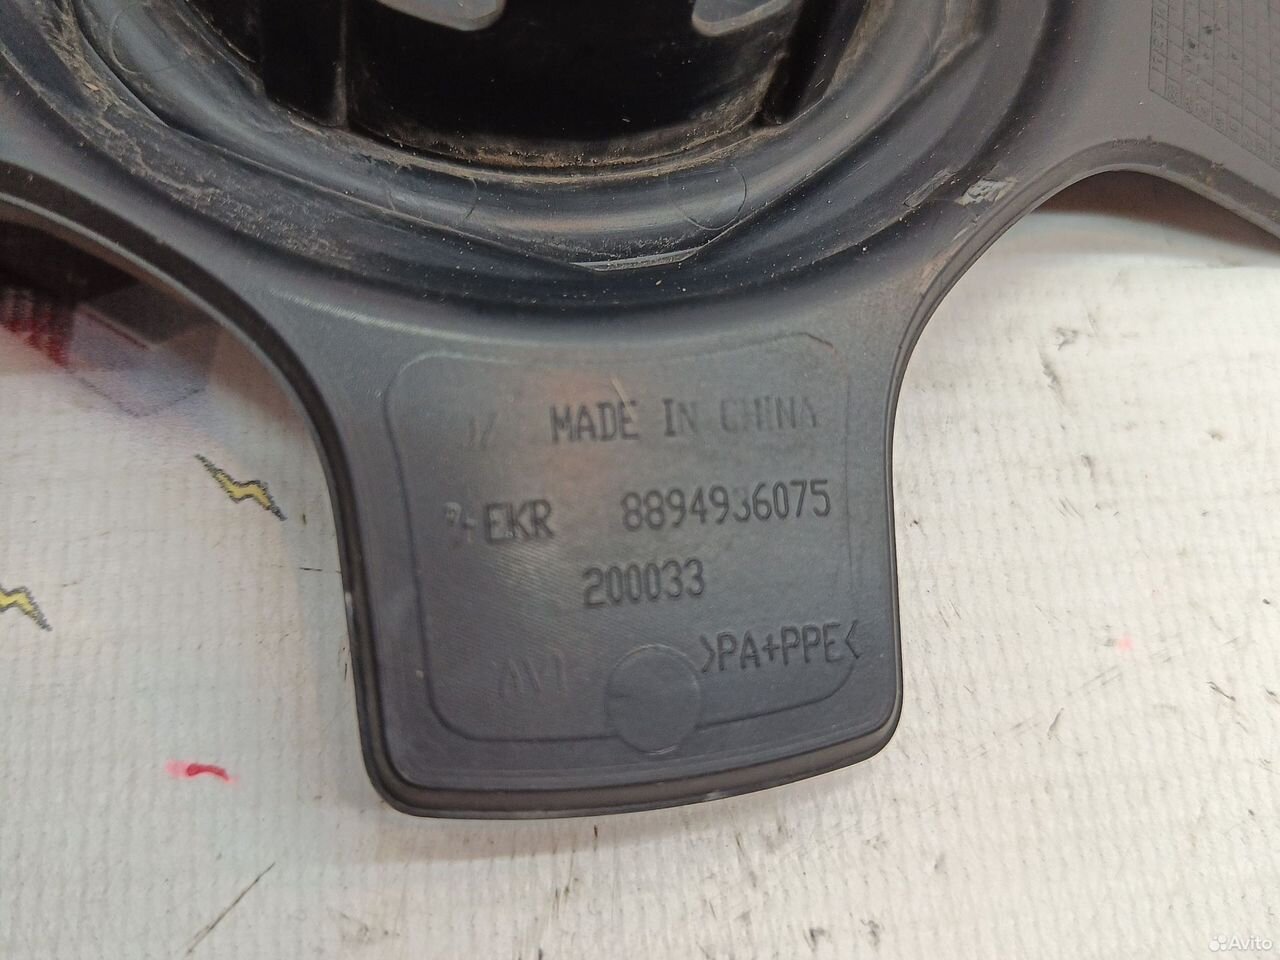 MADE IN CHINA
EKR 8894936075
200033
>PA+PPE<
Avito